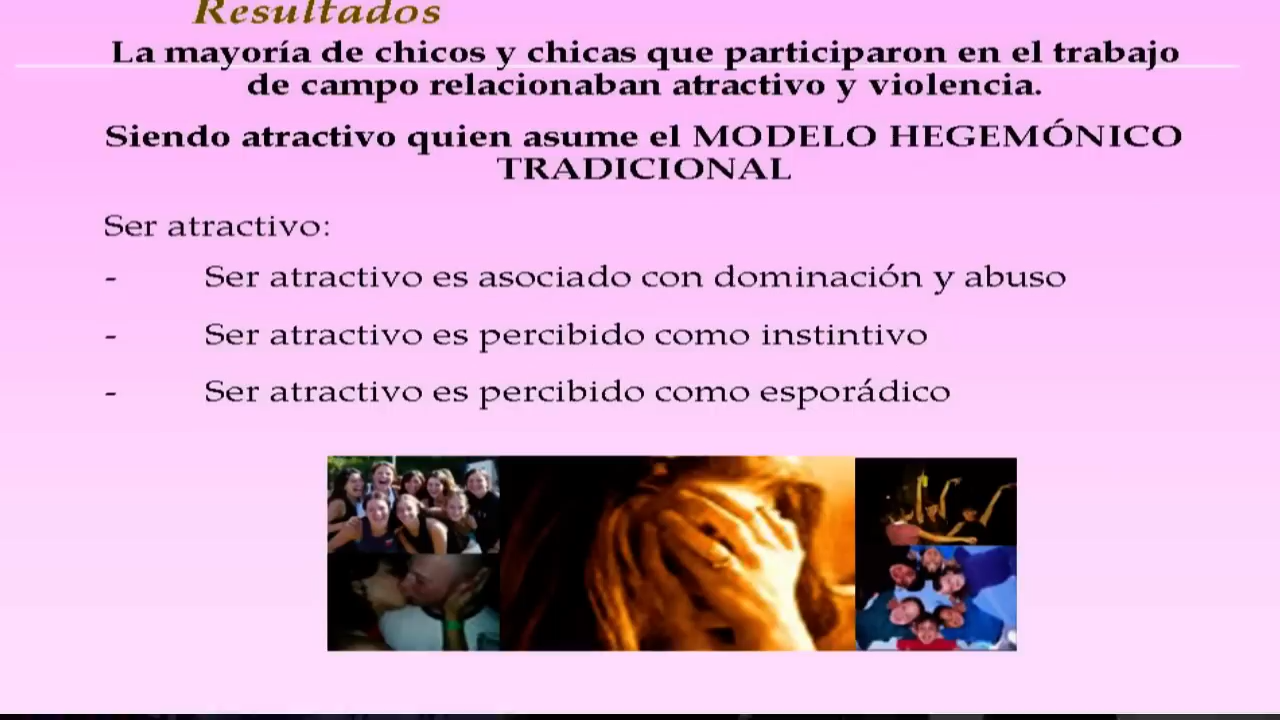 Resultados
La mayoría de chicos y chicas que participaron en el trabajo
de campo relacionaban atractivo y violencia.
Siendo atractivo quien asume el MODELO HEGEMÓNICO
TRADICIONAL
Ser atractivo:
- Ser atractivo es asociado con dominación y abuso
- Ser atractivo es percibido como instintivo
- Ser atractivo es percibido como esporádico